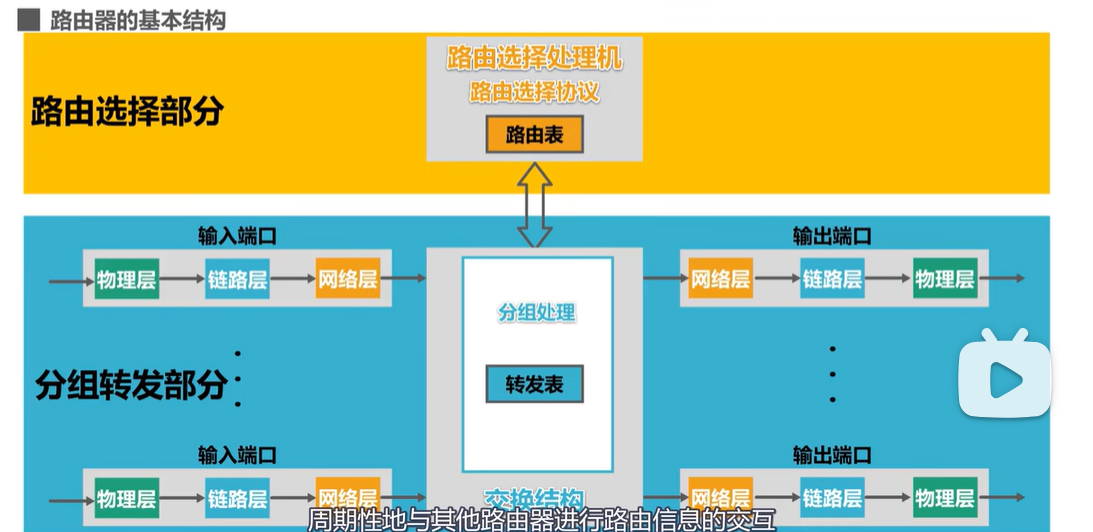 路由器的基本结构
路由选择处理机
路由选择协议
路由选择部分
路由表
输入端口
输出端口
物理层 链路层 网络层
网络层 链路层 物理层
分组处理
分组转发部分
转发表
输入端口
输出端口
物理层 链路层 网络层
交换结构
网络层 链路层 物理层
周期性地与其他路由器进行路由信息的交互